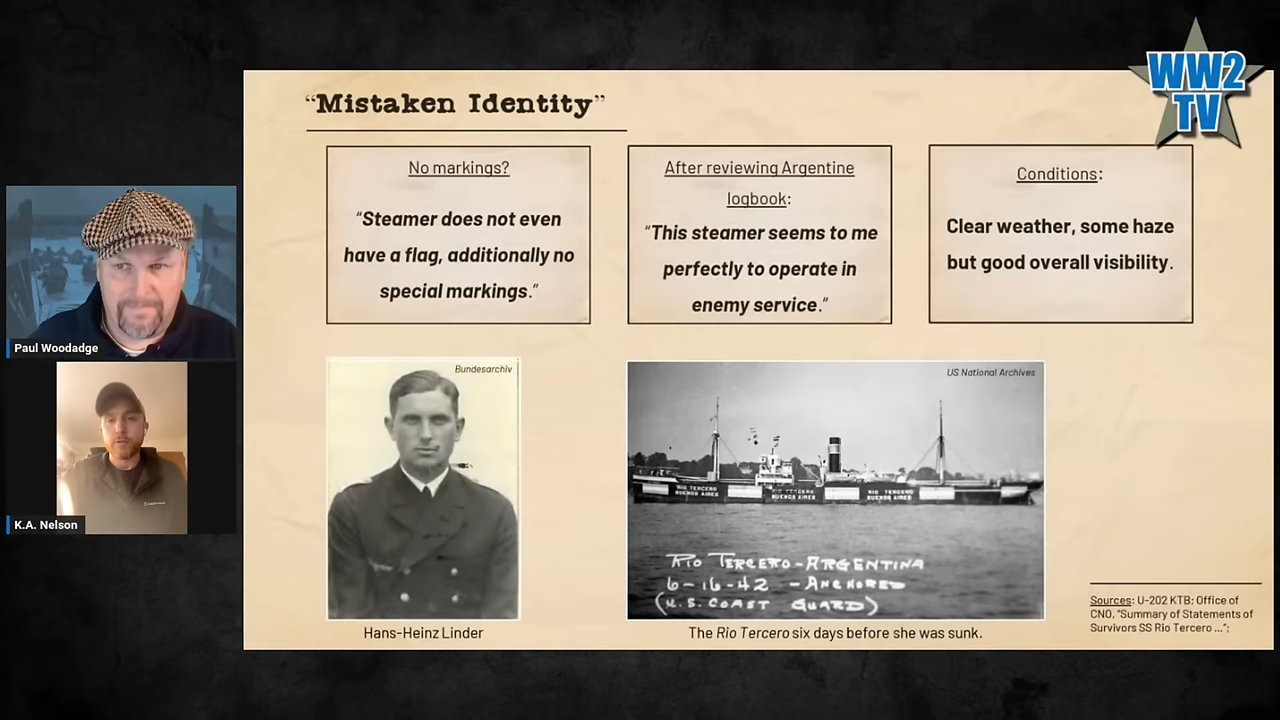 WW2
TV
“Mistaken Identity”
No markings?
“Steamer does not even
have a flag, additionally no
special markings.”
After reviewing Argentine
logbook:
“This steamer seems to me
perfectly to operate in
enemy service.”
Conditions:
Clear weather, some haze
but good overall visibility.
Paul Woodadge
K.A. Nelson
Bundesarchiv
Hans-Heinz Linder
US National Archives
RIO TERCERO
BUENOS AIRES
RIO TERCERO
BUENOS AIRES
RIO TERCERO
BUENOS AIRES
RIO TERCERO-ARGENTINA
6-16-42 - ANCHORED
(U.S. COAST GUARD)
The Rio Tercero six days before she was sunk.
Sources: U-202 KTB; Office of
CNO, “Summary of Statements of
Survivors SS Rio Tercero ...”;